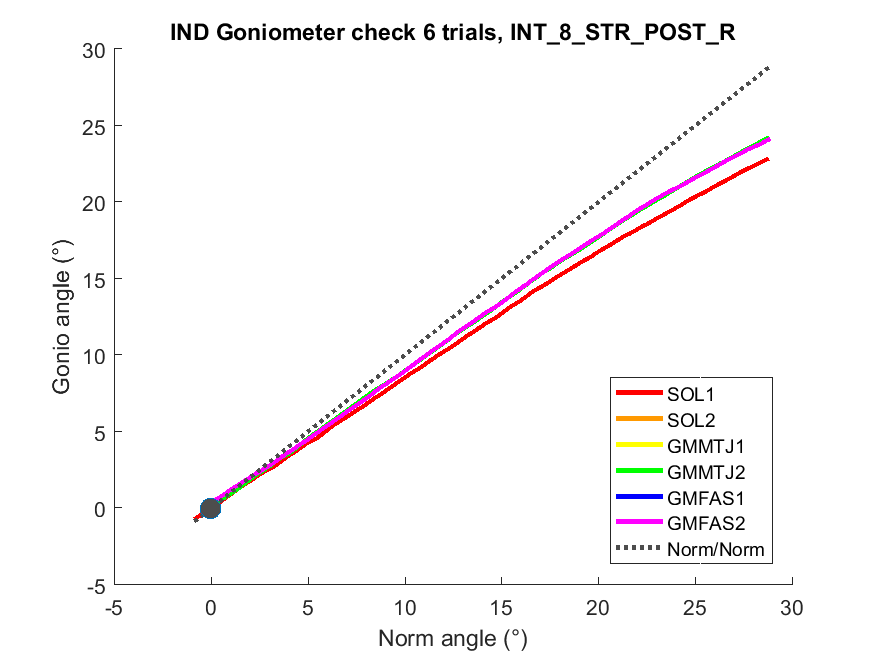 IND Goniometer check 6 trials, INT_8_STR_POST_R
30
25
20
15
10
5
0
-5
-5
0
5
10
15
20
25
30
Gonio angle (°)
Norm angle (°)
SOL1
SOL2
GMMTJ1
GMMTJ2
GMFAS1
GMFAS2
Norm/Norm